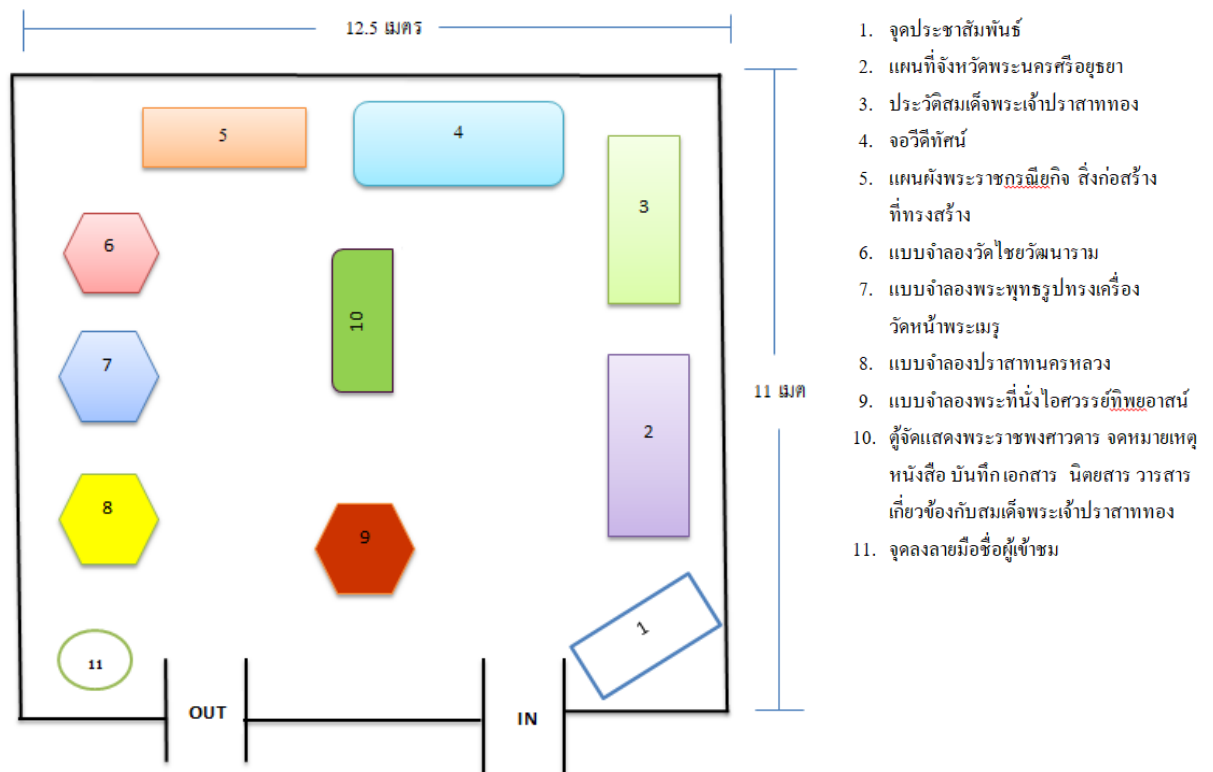 12.5 เมตร
5
4
3
6
10
7
11 เมต
2
8
9
1
11
OUT
IN
1. จุดประชาสัมพันธ์
2. แผนที่จังหวัดพระนครศรีอยุธยา
3. ประวัติสมเด็จพระเจ้าปราสาททอง
4. จอวีดีทัศน์
5. แผนผังพระราชกรณียกิจ สิ่งก่อสร้าง
ที่ทรงสร้าง
6. แบบจำลองวัดไชยวัฒนาราม
7. แบบจำลองพระพุทธรูปทรงเครื่อง
วัดหน้าพระเมรุ
8. แบบจำลองปราสาทนครหลวง
9. แบบจำลองพระที่นั่งไอศวรรย์ทิพยอาสน์
10. ตู้จัดแสดงพระราชพงศาวดาร จดหมายเหตุ
หนังสือ บันทึกเอกสาร นิตยสาร วารสาร
เกี่ยวข้องกับสมเด็จพระเจ้าปราสาททอง
11. จุดลงลายมือชื่อผู้เข้าชม